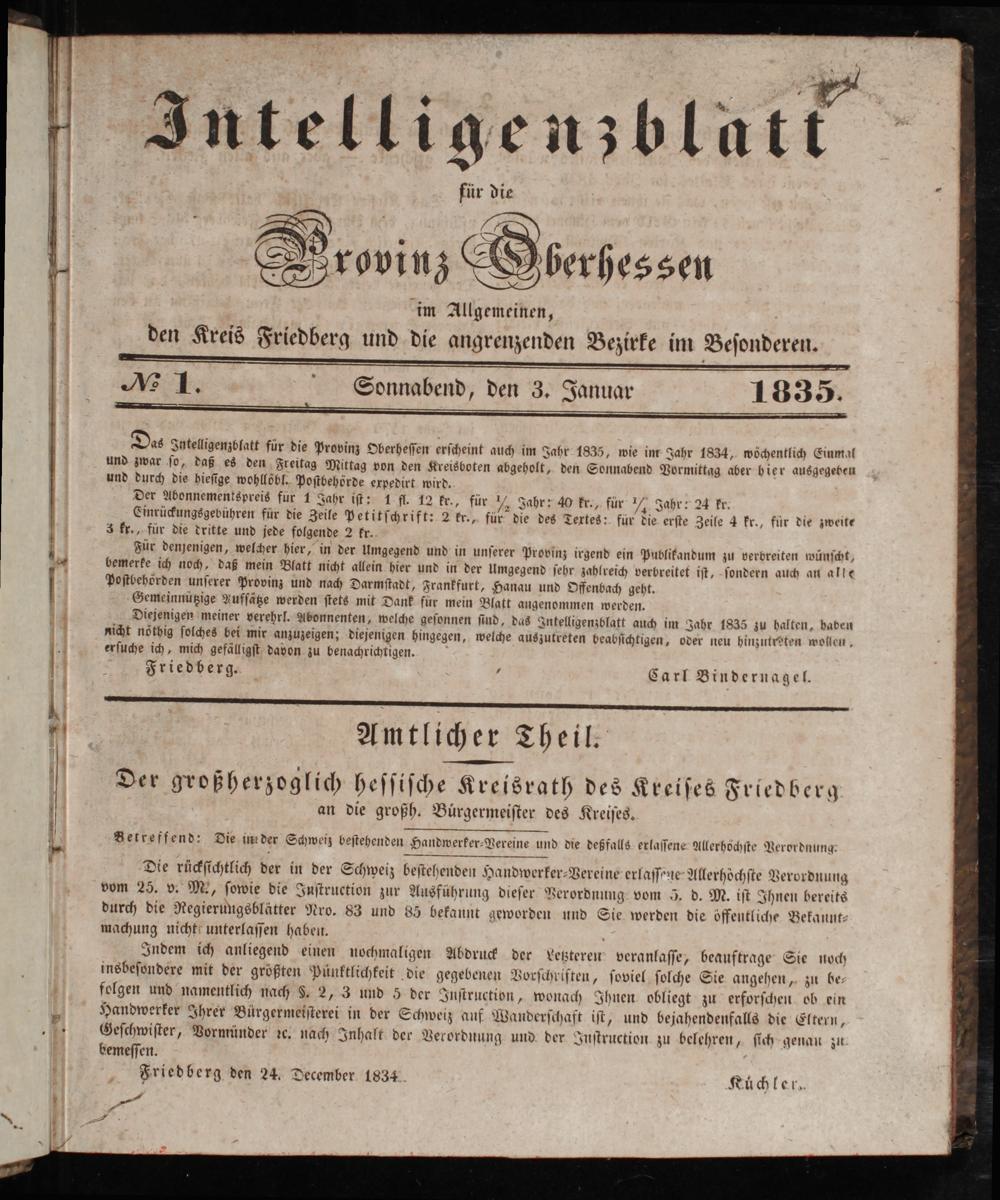 Intelligenzblatt
für die
Provinz Oberhessen
im Allgemeinen,
den Kreis Friedberg und die angrenzenden Bezirke im Besonderen.
No 1. Sonnabend, den 3. Januar 1835.
Das Intelligenzblatt für die Provinz Oberhessen erscheint auch im Jahr 1835, wie im Jahr 1834, wöchentlich Einmal
und zwar so, daß es den Freitag Mittag von den Kreisboten abgeholt, den Sonnabend Vormittag aber hier ausgegeben
und durch die hiesige wohllöbl. Postbehörde expedirt wird.
Der Abonnementspreis für 1 Jahr ist: 1 fl. 12 kr., für 1/2 Jahr: 40 kr., für 1/4 Jahr: 24 kr.
Einrückungsgebühren für die Zeile Petitschrift: 2 kr., für die des Textes: für die erste Zeile 4 kr., für die zweite
3 kr., für die dritte und jede folgende 2 kr.
Für denjenigen, welcher hier, in der Umgegend und in unserer Provinz irgend ein Publikandum zu verbreiten wünscht,
bemerke ich noch, daß mein Blatt nicht allein hier und in der Umgegend sehr zahlreich verbreitet ist, sondern auch an alle
Postbehörden unserer Provinz und nach Darmstadt, Frankfurt, Hanau und Offenbach geht.
Gemeinnützige Aufsätze werden stets mit Dank für mein Blatt angenommen werden.
Diejenigen meiner verehrl. Abonnenten, welche gesonnen sind, das Intelligenzblatt auch im Jahr 1835 zu halten, haben
nicht nöthig solches bei mir anzuzeigen; diejenigen hingegen, welche auszutreten beabsichtigen, oder neu hinzutreten wollen,
ersuche ich, mich gefälligst davon zu benachrichtigen.
Friedberg. Carl Bindernagel.
Amtlicher Theil.
Der großherzoglich hessische Kreisrath des Kreises Friedberg
an die großh. Bürgermeister des Kreises.
Betreffend: Die in der Schweiz bestehenden Handwerker-Vereine und die deßfalls erlassene Allerhöchste Verordnung.
Die rücksichtlich der in der Schweiz bestehenden Handwerker-Vereine erlassene Allerhöchste Verordnung
vom 25. v. M., sowie die Instruction zur Ausführung dieser Verordnung vom 5. d. M. ist Ihnen bereits
durch die Regierungsblätter Nro. 83 und 85 bekannt geworden und Sie werden die öffentliche Bekannt-
machung nicht unterlassen haben.
Indem ich anliegend einen nochmaligen Abdruck der Letzteren veranlasse, beauftrage Sie noch
insbesondere mit der größten Pünktlichkeit die gegebenen Vorschriften, soviel solche Sie angehen, zu be-
folgen und namentlich nach §. 2, 3 und 5 der Instruction, wonach Ihnen obliegt zu erforschen ob ein
Handwerker Ihrer Bürgermeisterei in der Schweiz auf Wanderschaft ist, und bejahendenfalls die Eltern,
Geschwister, Vormünder ꝛc. nach Inhalt der Verordnung und der Instruction zu belehren, sich genau zu
bemessen.
Friedberg den 24. December 1834. Küchler.